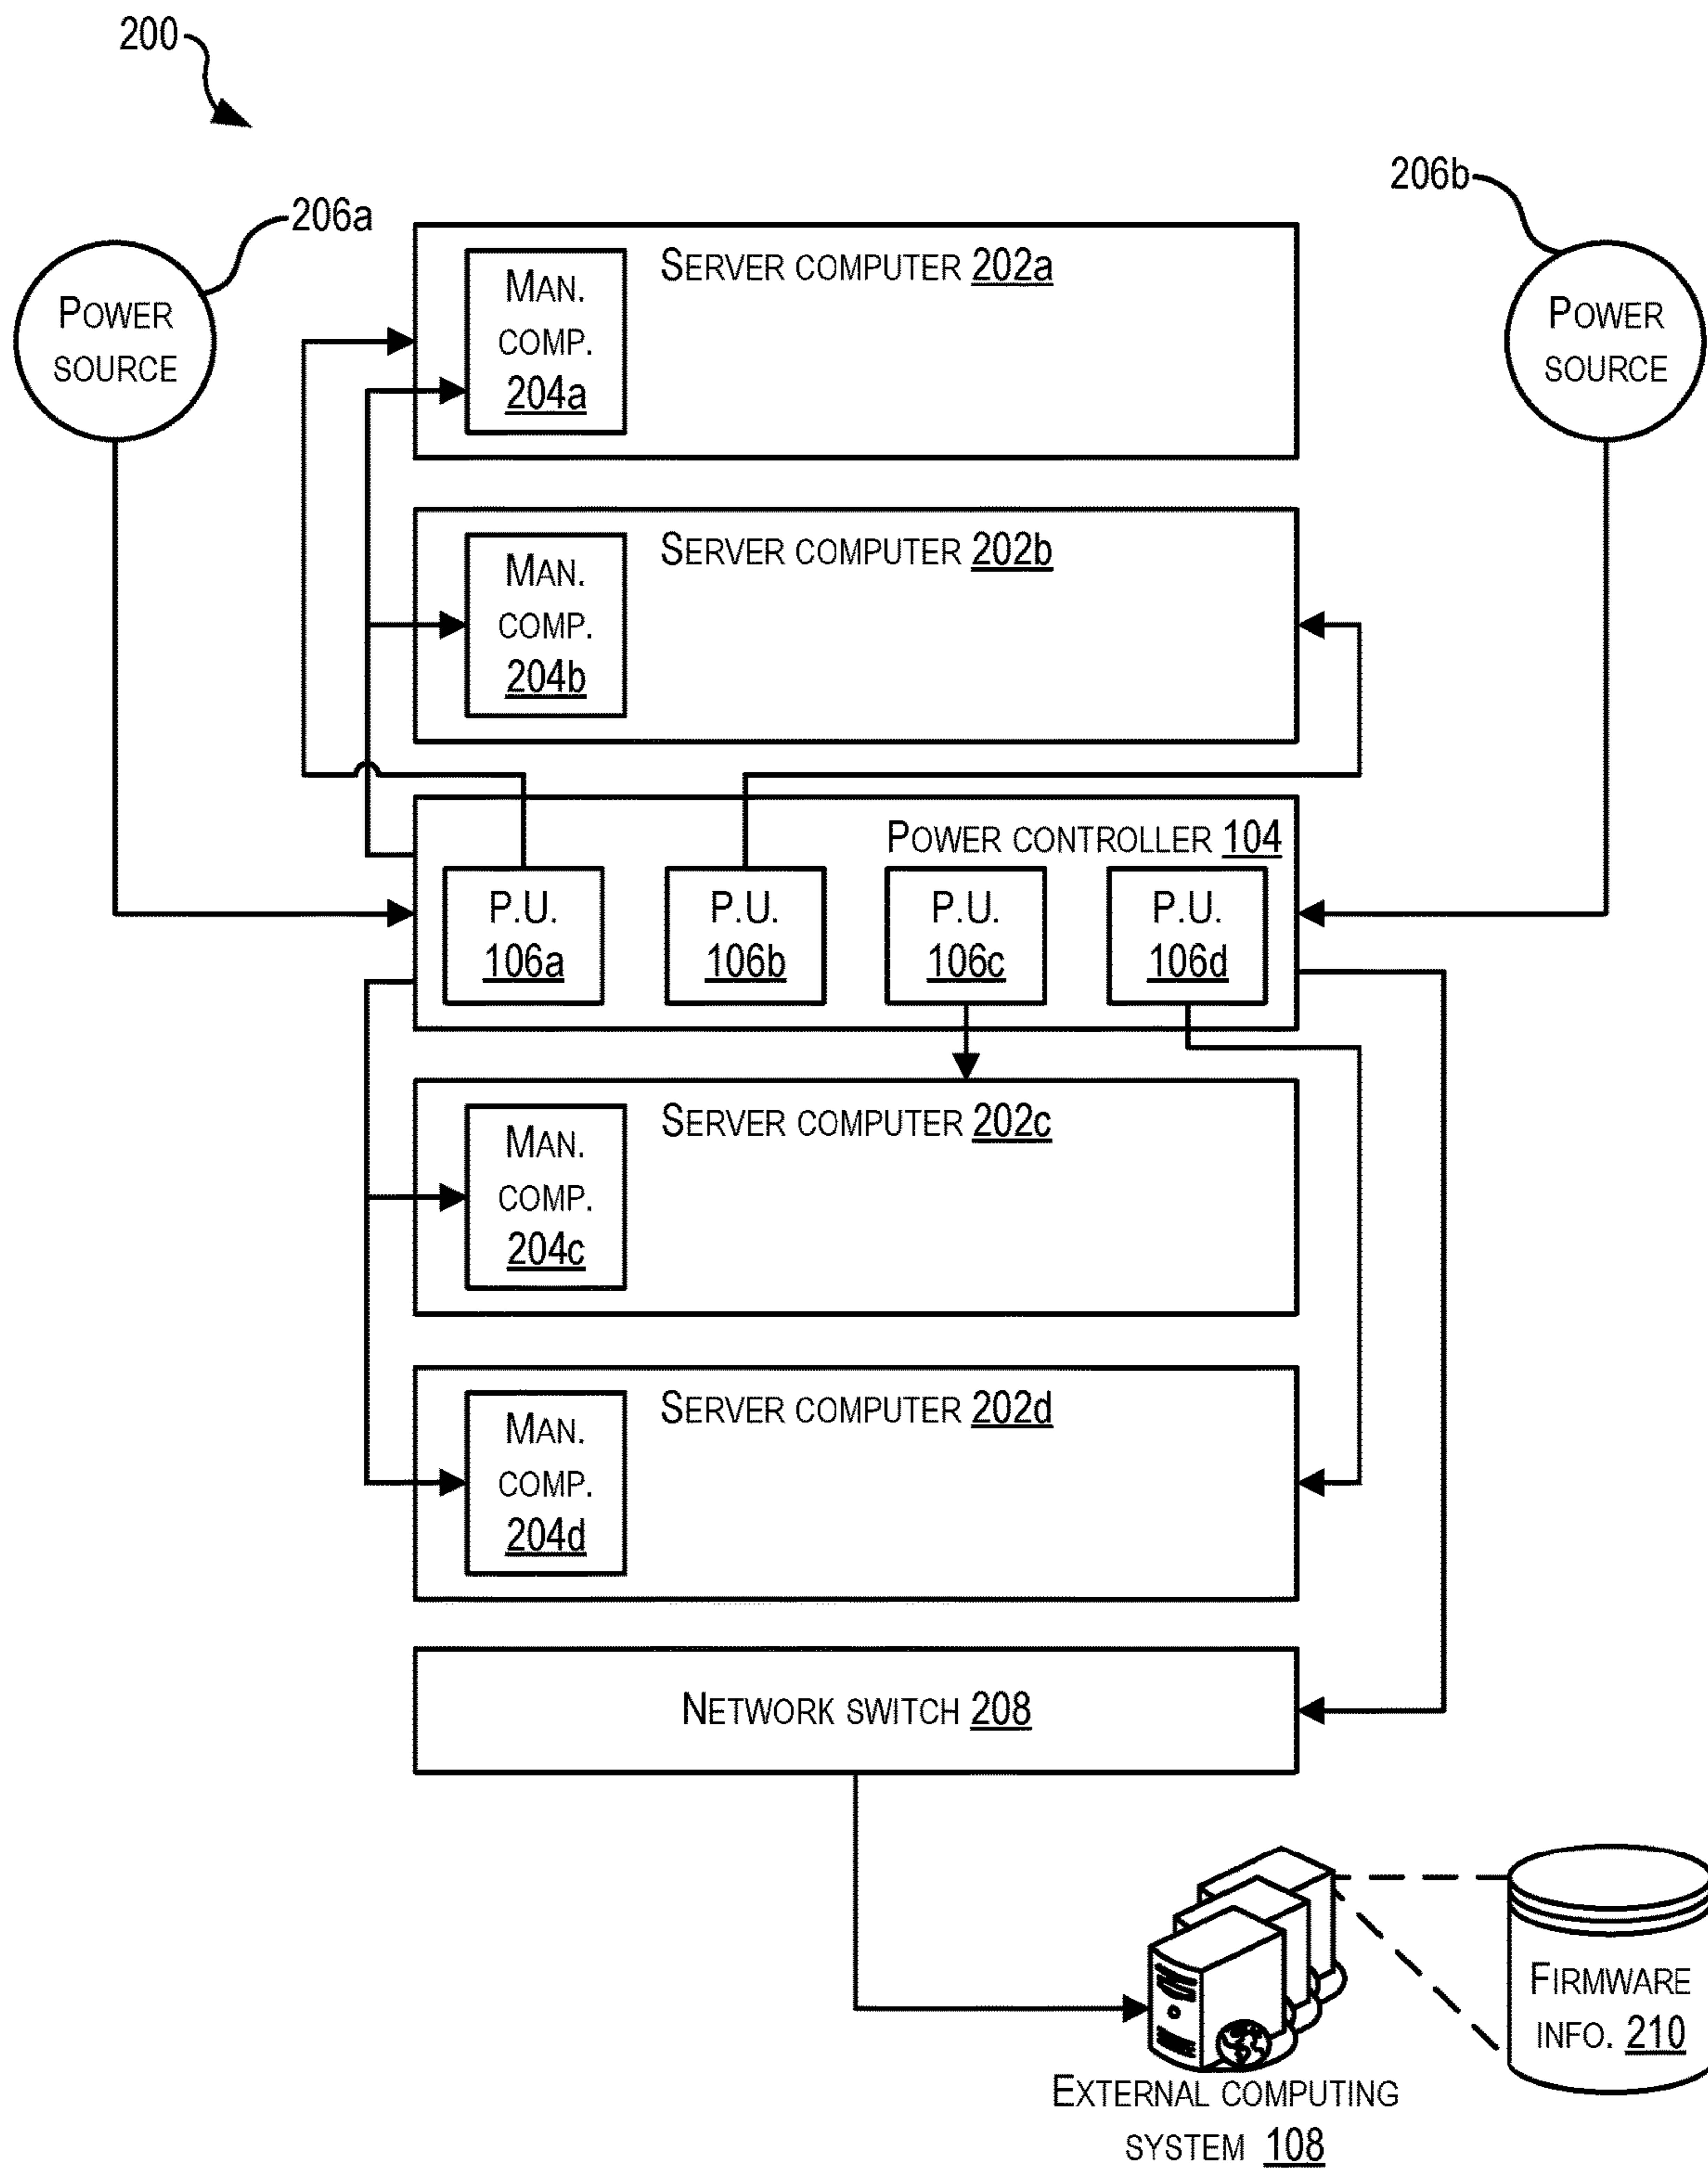 200
206b
206a
Power
source
Server computer 202a
Man.
comp.
204a
Power
source
Server computer 202b
Man.
comp.
204b
Power controller 104
P.U.
106a
P.U.
106b
P.U.
106c
P.U.
106d
Server computer 202c
Man.
comp.
204c
Server computer 202d
Man.
comp.
204d
Network switch 208
Firmware
info. 210
External computing
system 108